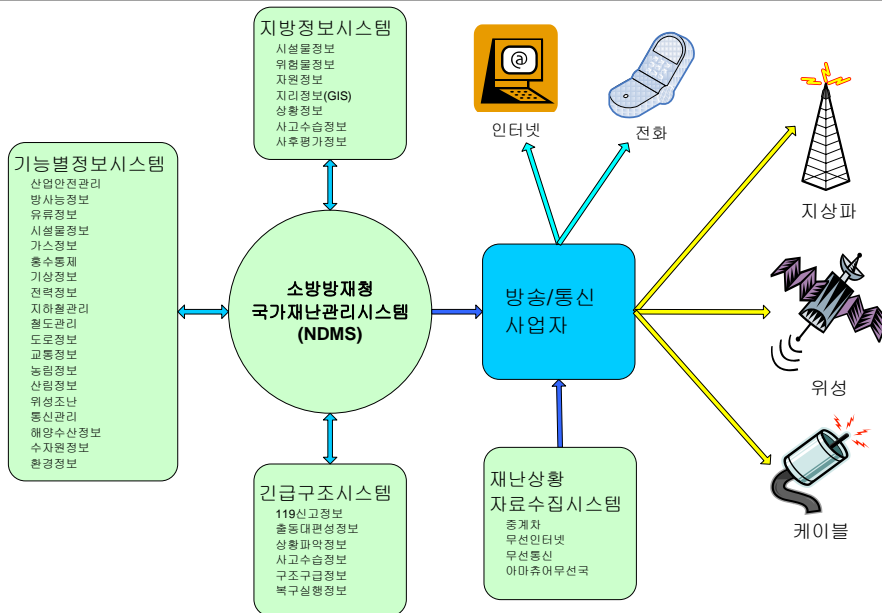 지방정보시스템
시설물정보
위험물정보
자원정보
지리정보(GIS)
상황정보
사고수습정보
사후평가정보
@
인터넷
전화
지상파
기능별정보시스템
산업안전관리
방사능정보
유류정보
시설물정보
가스정보
홍수통제
기상정보
전력정보
지하철관리
철도관리
도로정보
교통정보
농림정보
산림정보
위성조난
통신관리
해양수산정보
수자원정보
환경정보
소방방재청
국가재난관리시스템
(NDMS)
방송/통신
사업자
위성
긴급구조시스템
119신고정보
출동대편성정보
상황파악정보
사고수습정보
구조구급정보
복구실행정보
재난상황
자료수집시스템
중계차
무선인터넷
무선통신
아마츄어무선국
케이블